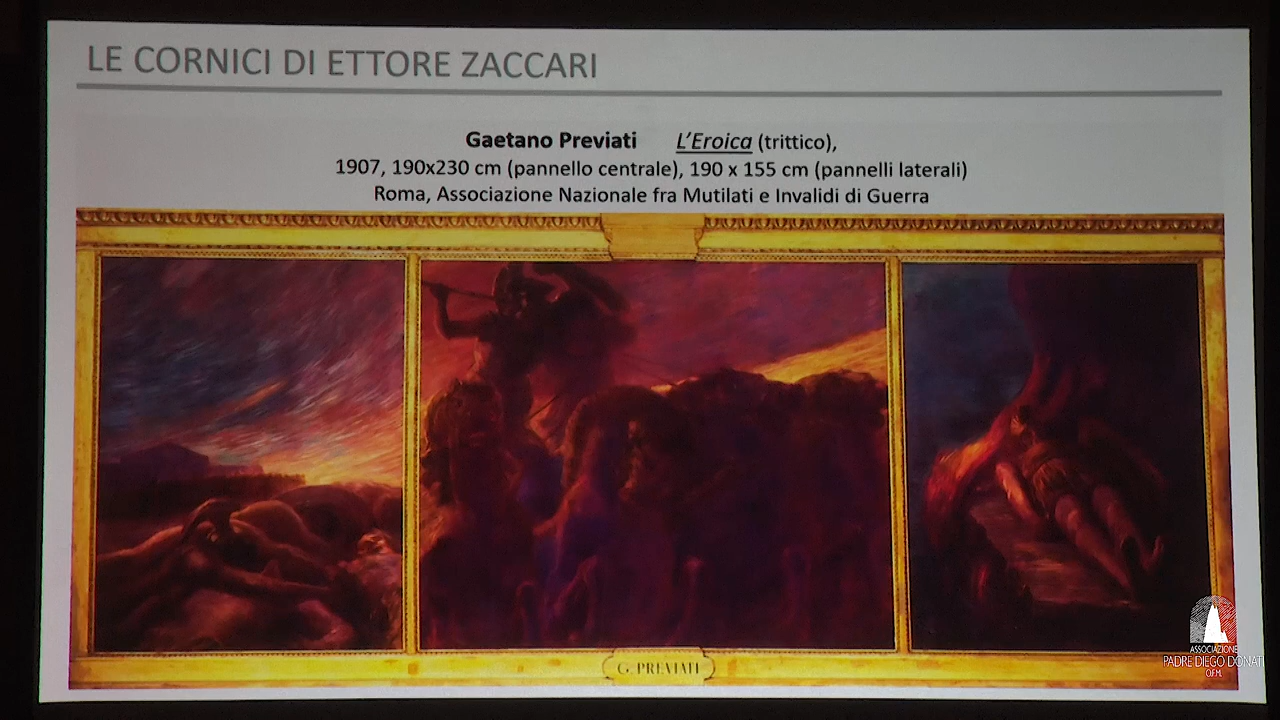 LE CORNICI DI ETTORE ZACCARI
Gaetano Previati L'Eroica (trittico),
1907, 190x230 cm (pannello centrale), 190 x 155 cm (pannelli laterali)
Roma, Associazione Nazionale fra Mutilati e Invalidi di Guerra
G. PREVIATI
ASSOCIAZIONE
PADRE DIEGO DONATI
O.F.M.